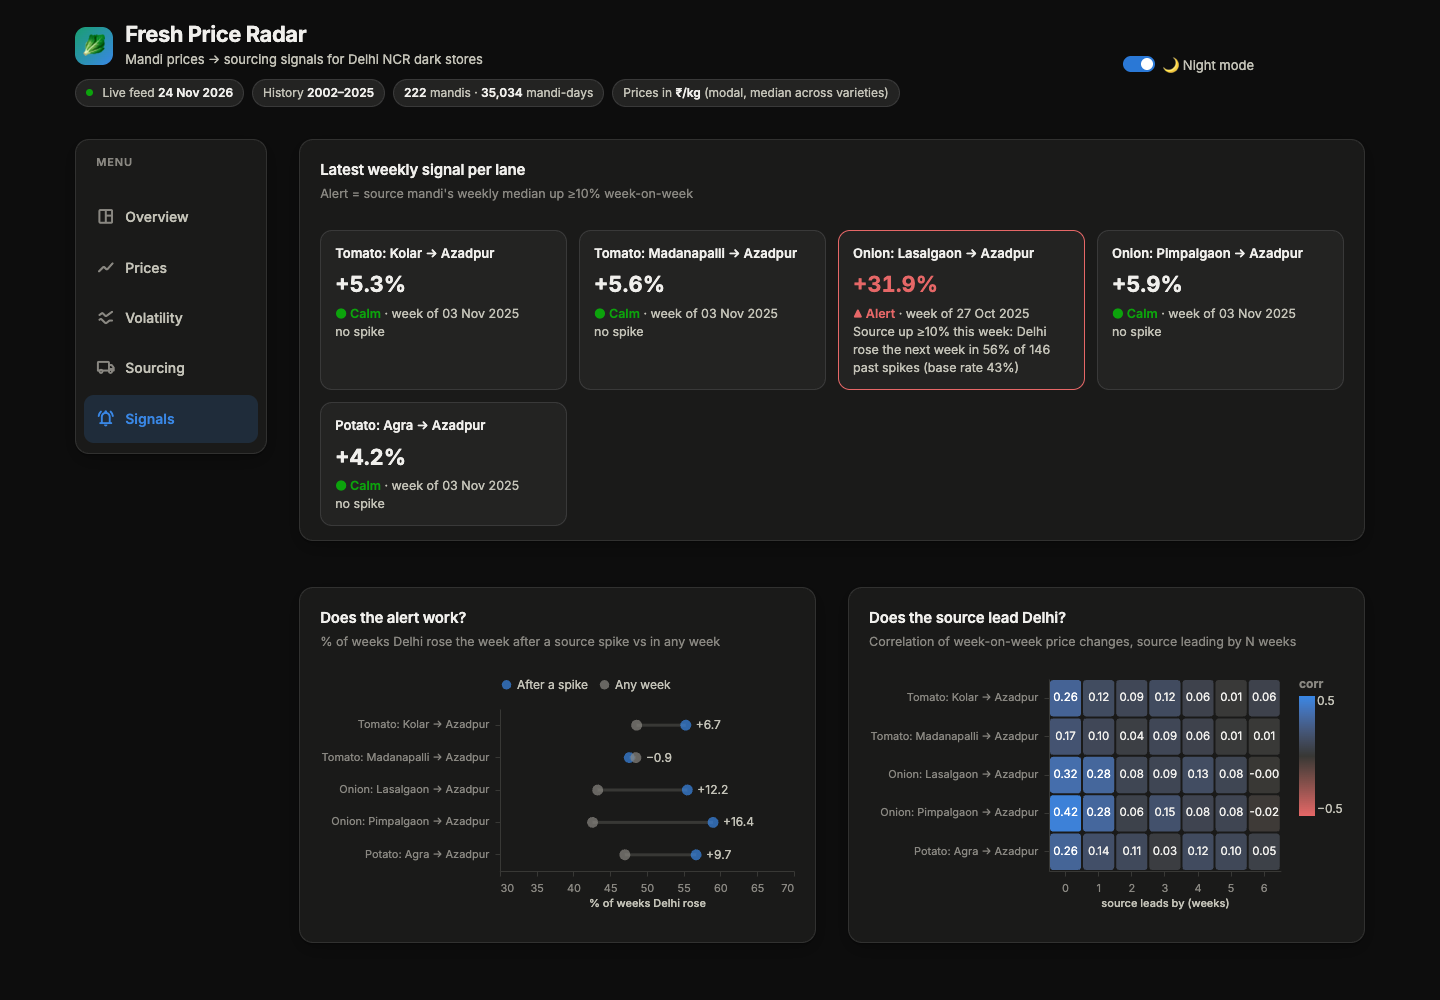 Fresh Price Radar
Mandi prices → sourcing signals for Delhi NCR dark stores
🌙 Night mode
Live feed 24 Nov 2026
History 2002–2025
222 mandis · 35,034 mandi-days
Prices in ₹/kg (modal, median across varieties)
MENU
Overview
Prices
Volatility
Sourcing
Signals
Latest weekly signal per lane
Alert = source mandi's weekly median up ≥10% week-on-week
Tomato: Kolar → Azadpur
+5.3%
● Calm · week of 03 Nov 2025
no spike
Tomato: Madanapalli → Azadpur
+5.6%
● Calm · week of 03 Nov 2025
no spike
Onion: Lasalgaon → Azadpur
+31.9%
▲ Alert · week of 27 Oct 2025
Source up ≥10% this week: Delhi
rose the next week in 56% of 146
past spikes (base rate 43%)
Onion: Pimpalgaon → Azadpur
+5.9%
● Calm · week of 03 Nov 2025
no spike
Potato: Agra → Azadpur
+4.2%
● Calm · week of 03 Nov 2025
no spike
Does the alert work?
% of weeks Delhi rose the week after a source spike vs in any week
After a spike Any week
Tomato: Kolar → Azadpur +6.7
Tomato: Madanapalli → Azadpur −0.9
Onion: Lasalgaon → Azadpur +12.2
Onion: Pimpalgaon → Azadpur +16.4
Potato: Agra → Azadpur +9.7
30 35 40 45 50 55 60 65 70
% of weeks Delhi rose
Does the source lead Delhi?
Correlation of week-on-week price changes, source leading by N weeks
corr
0.5
−0.5
Tomato: Kolar → Azadpur 0.26 0.12 0.09 0.12 0.06 0.01 0.06
Tomato: Madanapalli → Azadpur 0.17 0.10 0.04 0.09 0.06 0.01 0.01
Onion: Lasalgaon → Azadpur 0.32 0.28 0.08 0.09 0.13 0.08 -0.00
Onion: Pimpalgaon → Azadpur 0.42 0.28 0.06 0.15 0.08 0.08 -0.02
Potato: Agra → Azadpur 0.26 0.14 0.11 0.03 0.12 0.10 0.05
0 1 2 3 4 5 6
source leads by (weeks)